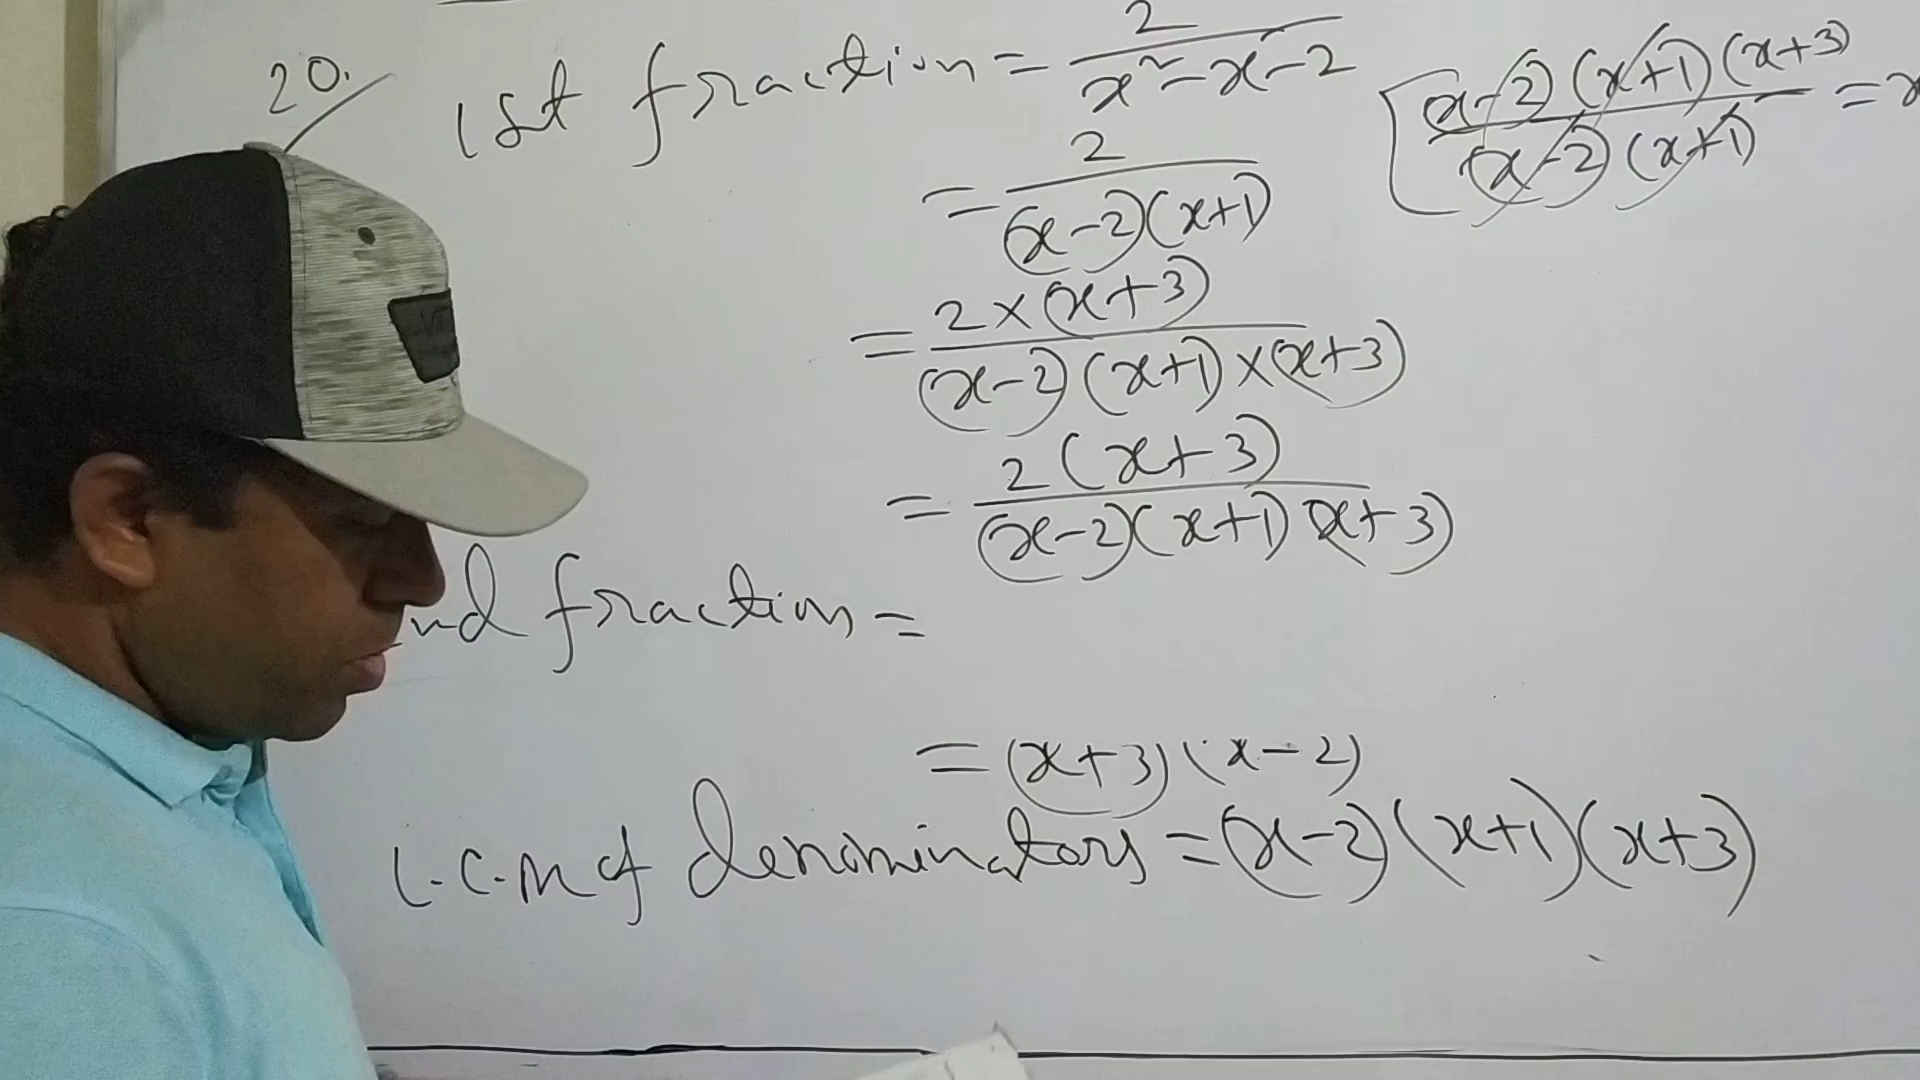 20.
1st fraction = 2/(x²-x-2)
[(x-2)(x+1)(x+3)/(x-2)(x+1) = x
= 2/(x-2)(x+1)
= 2×(x+3)/(x-2)(x+1)×(x+3)
= 2(x+3)/(x-2)(x+1)(x+3)
nd fraction =
= (x+3)(x-2)
L.C.M of denominators = (x-2)(x+1)(x+3)